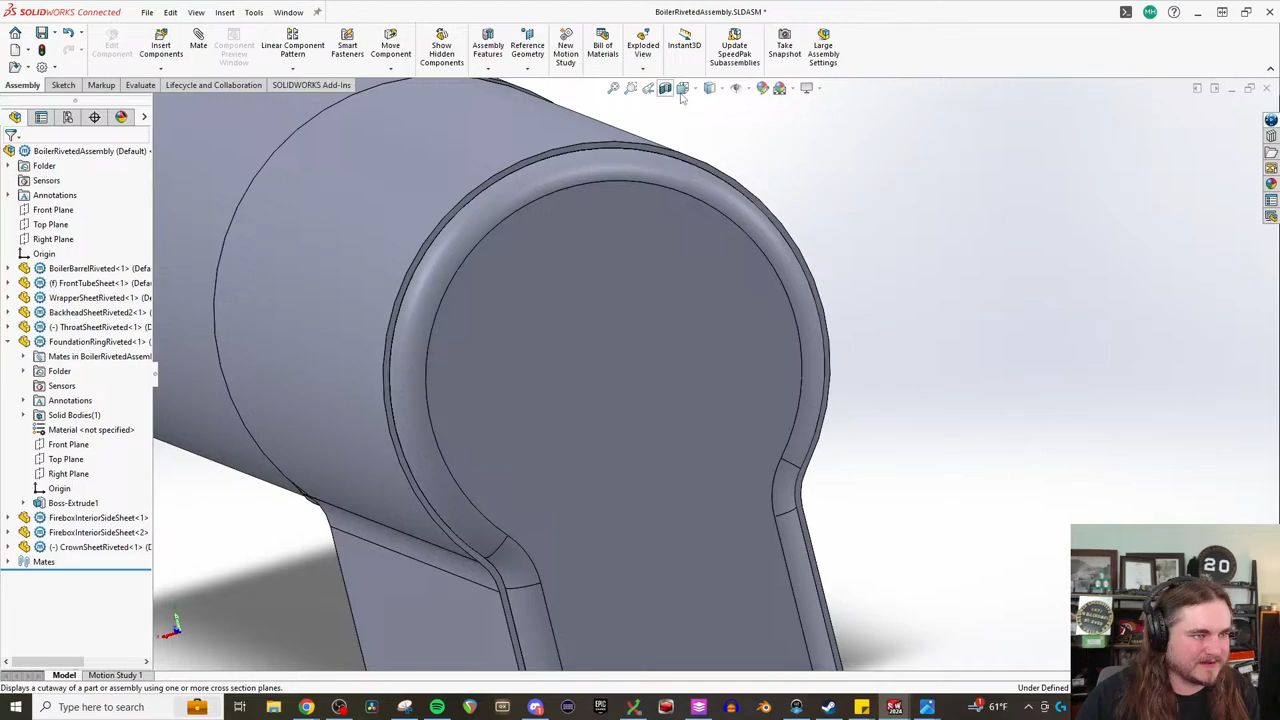 SOLIDWORKS Connected
File
Edit
View
Insert
Tools
Window
BoilerRivetedAssembly.SLDASM *
MH
Edit Component
Insert Components
Mate
Component Preview Window
Linear Component Pattern
Smart Fasteners
Move Component
Show Hidden Components
Assembly Features
Reference Geometry
New Motion Study
Bill of Materials
Exploded View
Instant3D
Update SpeedPak Subassemblies
Take Snapshot
Large Assembly Settings
Assembly
Sketch
Markup
Evaluate
Lifecycle and Collaboration
SOLIDWORKS Add-Ins
BoilerRivetedAssembly (Default)
Folder
Sensors
Annotations
Front Plane
Top Plane
Right Plane
Origin
BoilerBarrelRiveted<1> (Defa
(f) FrontTubeSheet<1> (Def
WrapperSheetRiveted<1> (
BackheadSheetRiveted2<1>
(-) ThroatSheetRiveted<1> (
FoundationRingRiveted<1>
Mates in BoilerRivetedAssemb
Folder
Sensors
Annotations
Solid Bodies(1)
Material <not specified>
Front Plane
Top Plane
Right Plane
Origin
Boss-Extrude1
FireboxInteriorSideSheet<1>
FireboxInteriorSideSheet<2>
(-) CrownSheetRiveted<1> (D
Mates
20
Model
Motion Study 1
Displays a cutaway of a part or assembly using one or more cross section planes.
Under Defined
Type here to search
61°F